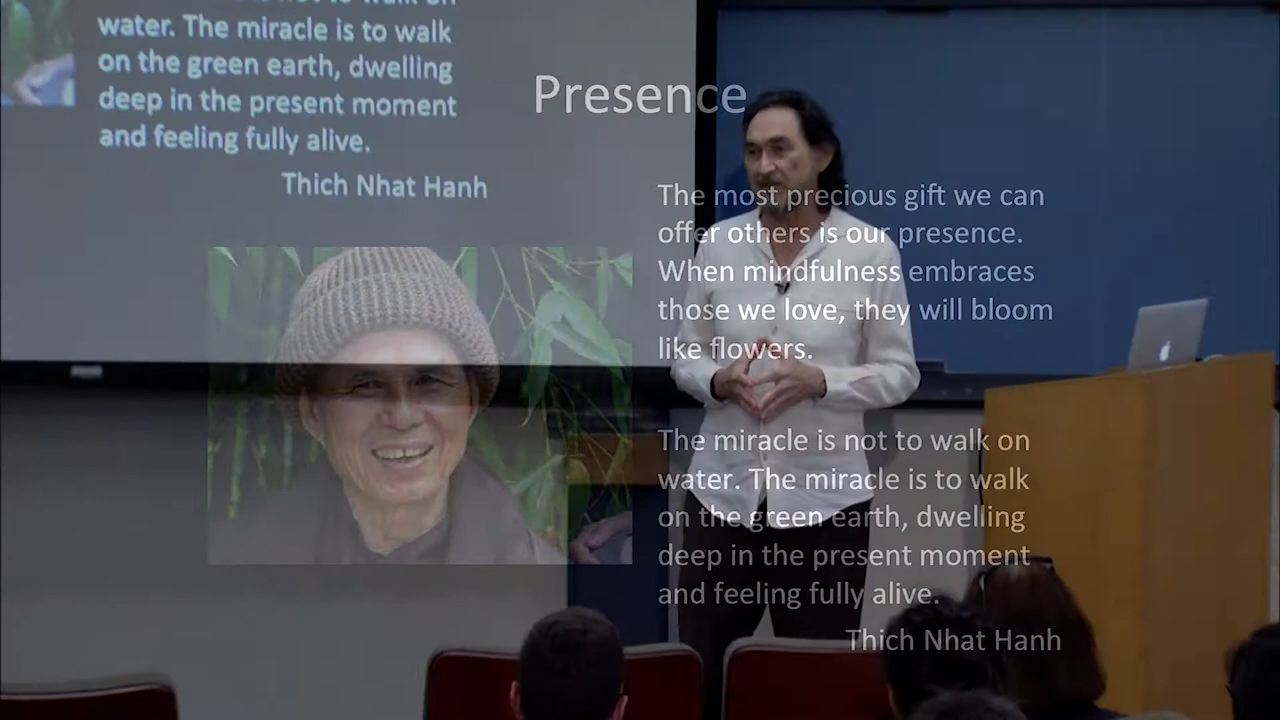 water. The miracle is to walk
on the green earth, dwelling
deep in the present moment
and feeling fully alive.
Thich Nhat Hanh
Presence
The most precious gift we can
offer others is our presence.
When mindfulness embraces
those we love, they will bloom
like flowers.
The miracle is not to walk on
water. The miracle is to walk
on the green earth, dwelling
deep in the present moment
and feeling fully alive.
Thich Nhat Hanh